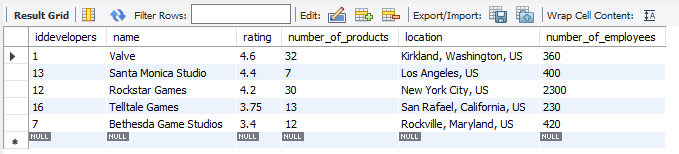 Result Grid Filter Rows: Edit: Export/Import: Wrap Cell Content: IA
iddevelopers name rating number_of_products location number_of_employees
1 Valve 4.6 32 Kirkland, Washington, US 360
13 Santa Monica Studio 4.4 7 Los Angeles, US 400
12 Rockstar Games 4.2 30 New York City, US 2300
16 Telltale Games 3.75 13 San Rafael, California, US 230
7 Bethesda Game Studios 3.4 12 Rockville, Maryland, US 420
NULL NULL NULL NULL NULL NULL